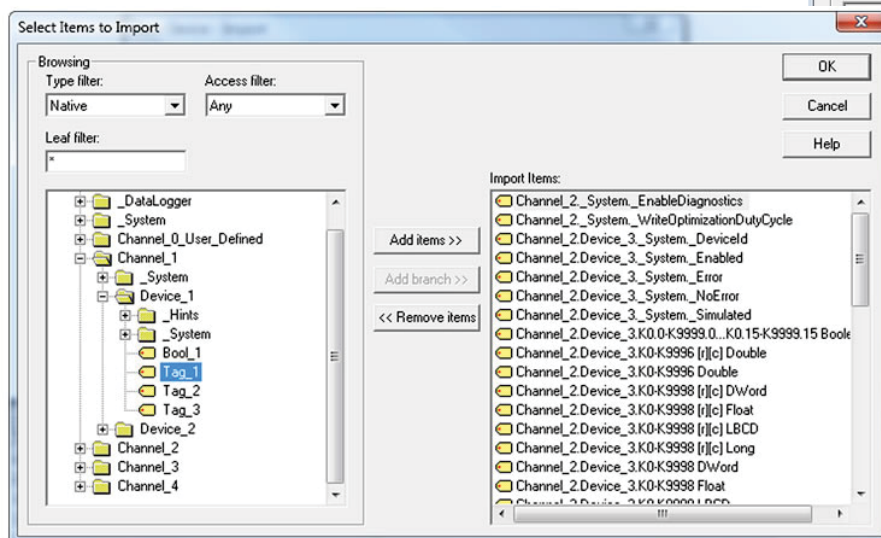 Select Items to Import
Browsing
Type filter:
Access filter:
Native
Any
Leaf filter:
*
_DataLogger
_System
Channel_0_User_Defined
Channel_1
_System
Device_1
_Hints
_System
Bool_1
Tag_1
Tag_2
Tag_3
Device_2
Channel_2
Channel_3
Channel_4
Add items >>
Add branch >>
<< Remove items
OK
Cancel
Help
Import Items:
Channel_2._System._EnableDiagnostics
Channel_2._System._WriteOptimizationDutyCycle
Channel_2.Device_3._System._DeviceId
Channel_2.Device_3._System._Enabled
Channel_2.Device_3._System._Error
Channel_2.Device_3._System._NoError
Channel_2.Device_3._System._Simulated
Channel_2.Device_3.K0.0-K9999.0...K0.15-K9999.15 Boole
Channel_2.Device_3.K0-K9996 [r][c] Double
Channel_2.Device_3.K0-K9996 Double
Channel_2.Device_3.K0-K9998 [r][c] DWord
Channel_2.Device_3.K0-K9998 [r][c] Float
Channel_2.Device_3.K0-K9998 [r][c] LBCD
Channel_2.Device_3.K0-K9998 [r][c] Long
Channel_2.Device_3.K0-K9998 DWord
Channel_2.Device_3.K0-K9998 Float
Channel_2.Device_3.K0-K9998 LBCD